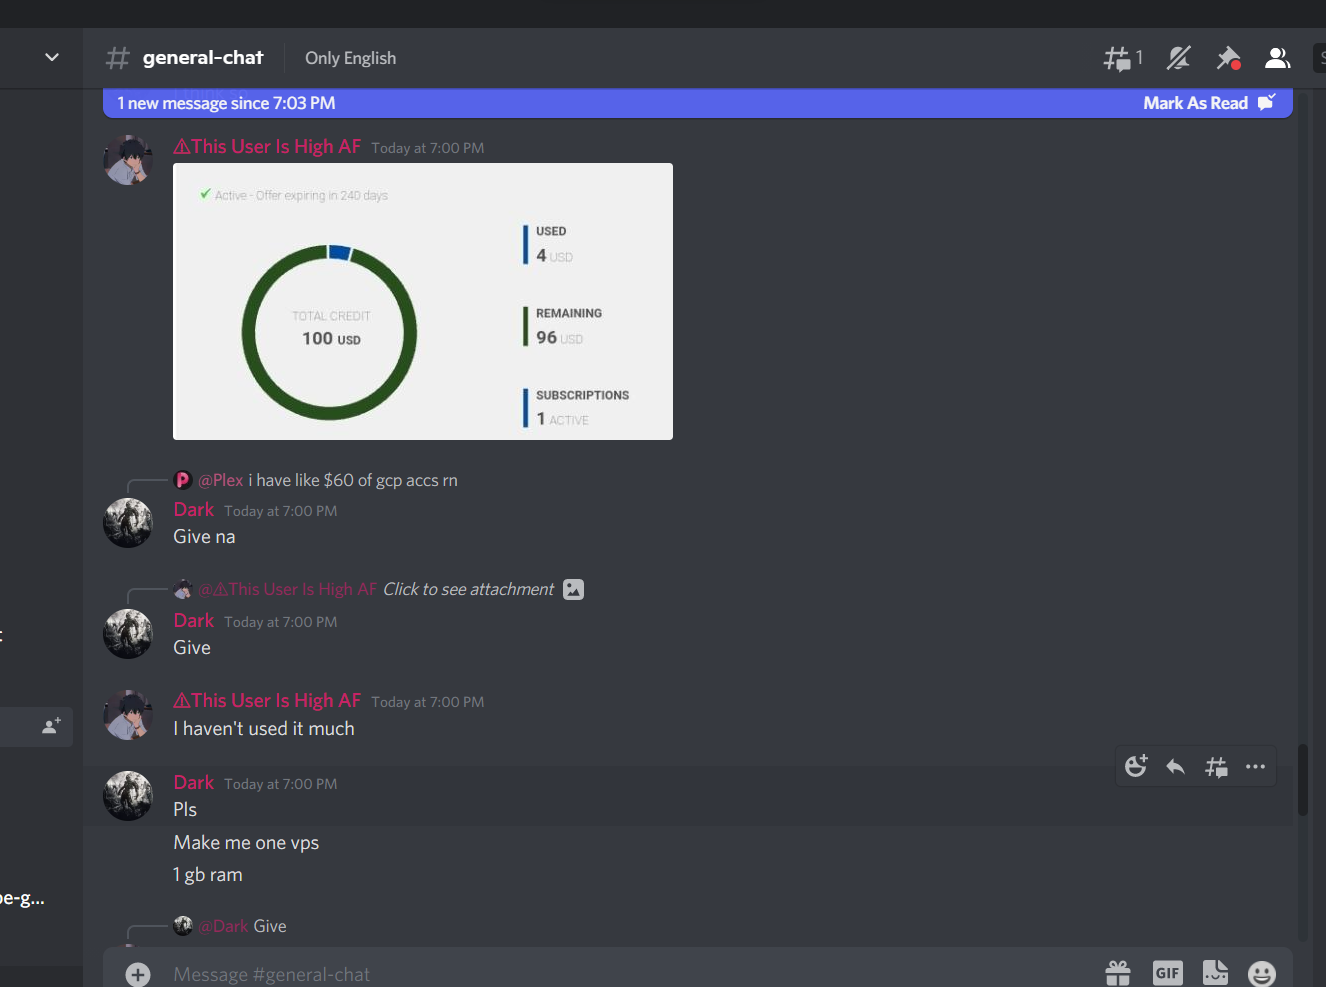 general-chat
Only English
1
1 new message since 7:03 PM
Mark As Read
⚠This User Is High AF Today at 7:00 PM
✔ Active - Offer expiring in 240 days
USED
4 USD
TOTAL CREDIT
100 USD
REMAINING
96 USD
SUBSCRIPTIONS
1 ACTIVE
@Plex i have like $60 of gcp accs rn
Dark Today at 7:00 PM
Give na
@⚠This User Is High AF Click to see attachment
Dark Today at 7:00 PM
Give
⚠This User Is High AF Today at 7:00 PM
I haven't used it much
Dark Today at 7:00 PM
Pls
Make me one vps
1 gb ram
be-g...
@Dark Give
Message #general-chat
GIF